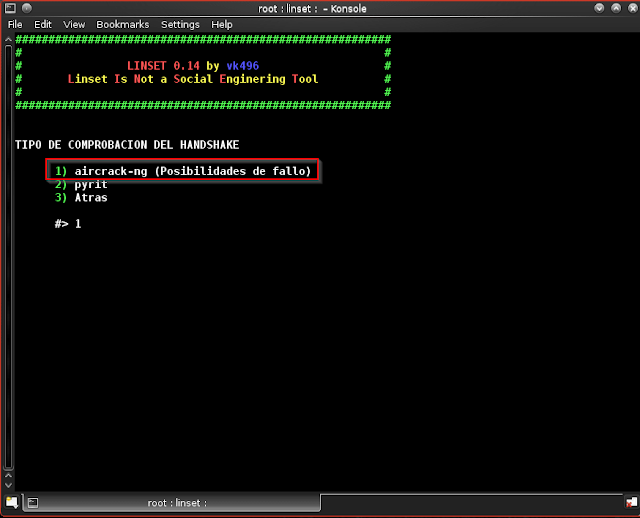 root : linset : – Konsole
File Edit View Bookmarks Settings Help
#########################################################
# #
# LINSET 0.14 by vk496 #
# Linset Is Not a Social Enginering Tool #
# #
#########################################################
TIPO DE COMPROBACION DEL HANDSHAKE
1) aircrack-ng (Posibilidades de fallo)
2) pyrit
3) Atras
#> 1
root : linset :